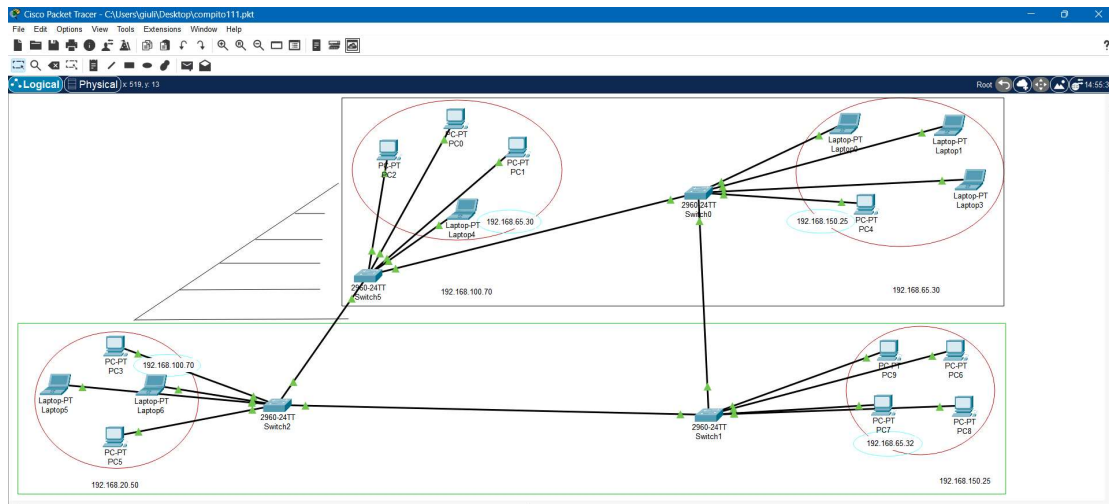 Cisco Packet Tracer - C:\Users\giuli\Desktop\compito111.pkt
File Edit Options View Tools Extensions Window Help
?
Logical Physical x: 519, y: 13 Root 14:55:3
PC-PT
PC0
PC-PT
PC2
PC-PT
PC1
Laptop-PT
Laptop4
192.168.65.30
2960-24TT
Switch5
192.168.100.70
Laptop-PT
Laptop0
Laptop-PT
Laptop1
Laptop-PT
Laptop3
2960-24TT
Switch0
192.168.150.25
PC-PT
PC4
192.168.65.30
PC-PT
PC3
192.168.100.70
Laptop-PT
Laptop5
Laptop-PT
Laptop6
PC-PT
PC5
2960-24TT
Switch2
192.168.20.50
PC-PT
PC9
PC-PT
PC6
PC-PT
PC7
PC-PT
PC8
2960-24TT
Switch1
192.168.65.32
192.168.150.25